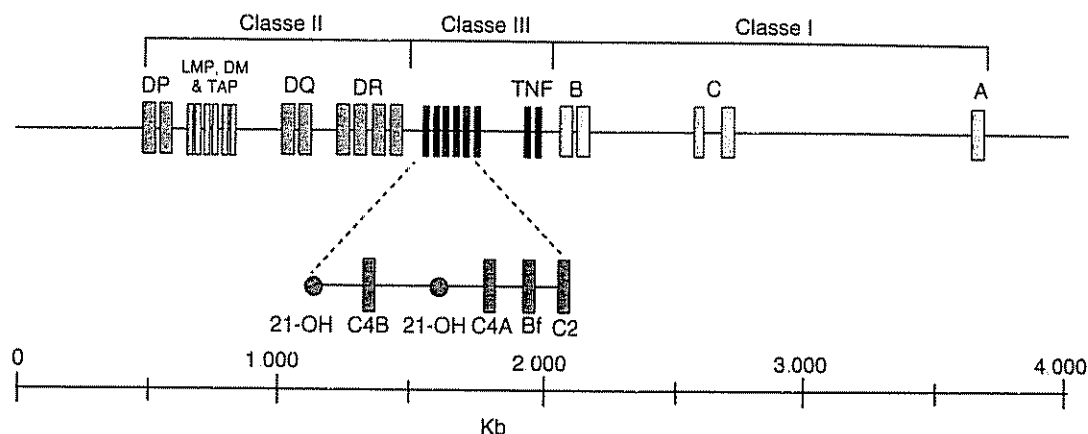 Classe II Classe III Classe I
DP LMP, DM & TAP DQ DR TNF B C A
21-OH C4B 21-OH C4A Bf C2
0 1.000 2.000 3.000 4.000
Kb